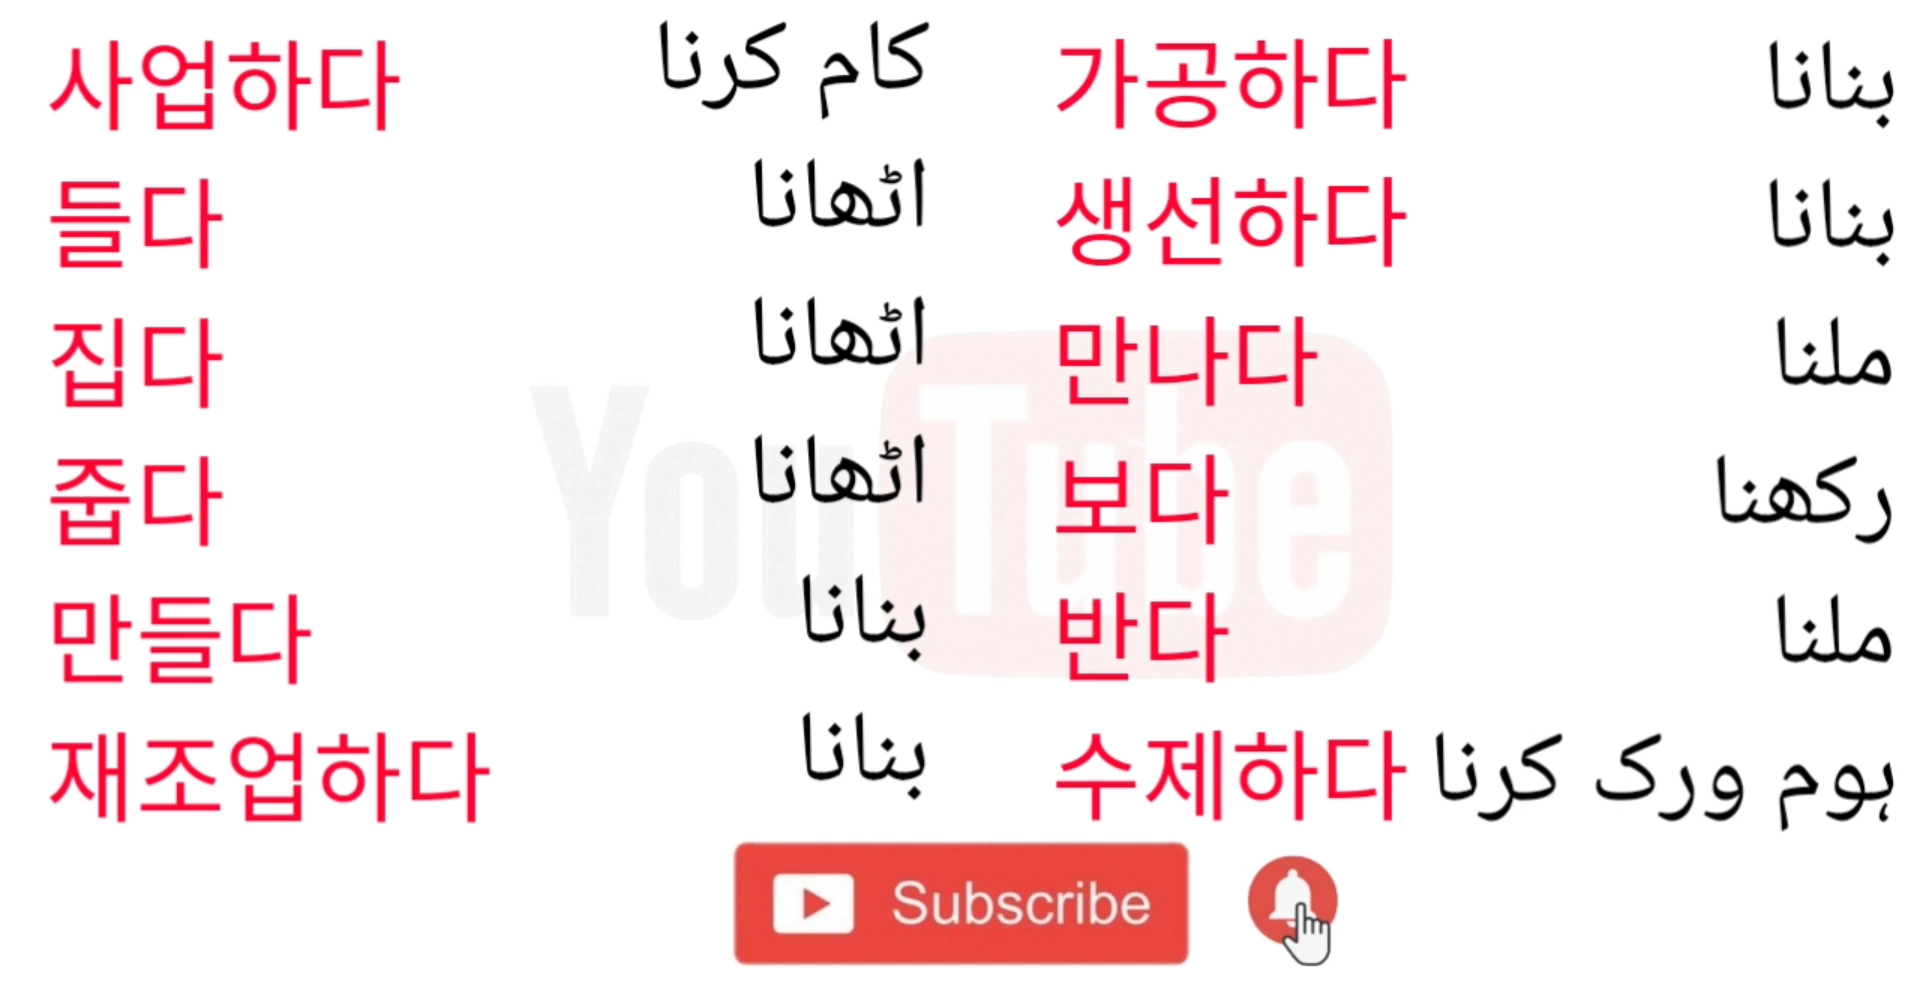 사업하다 کام کرنا
들다 اٹھانا
집다 اٹھانا
줍다 اٹھانا
만들다 بنانا
재조업하다 بنانا
가공하다 بنانا
생선하다 بنانا
만나다 ملنا
보다 رکھنا
반다 ملنا
수제하다 ہوم ورک کرنا
YouTube
Subscribe